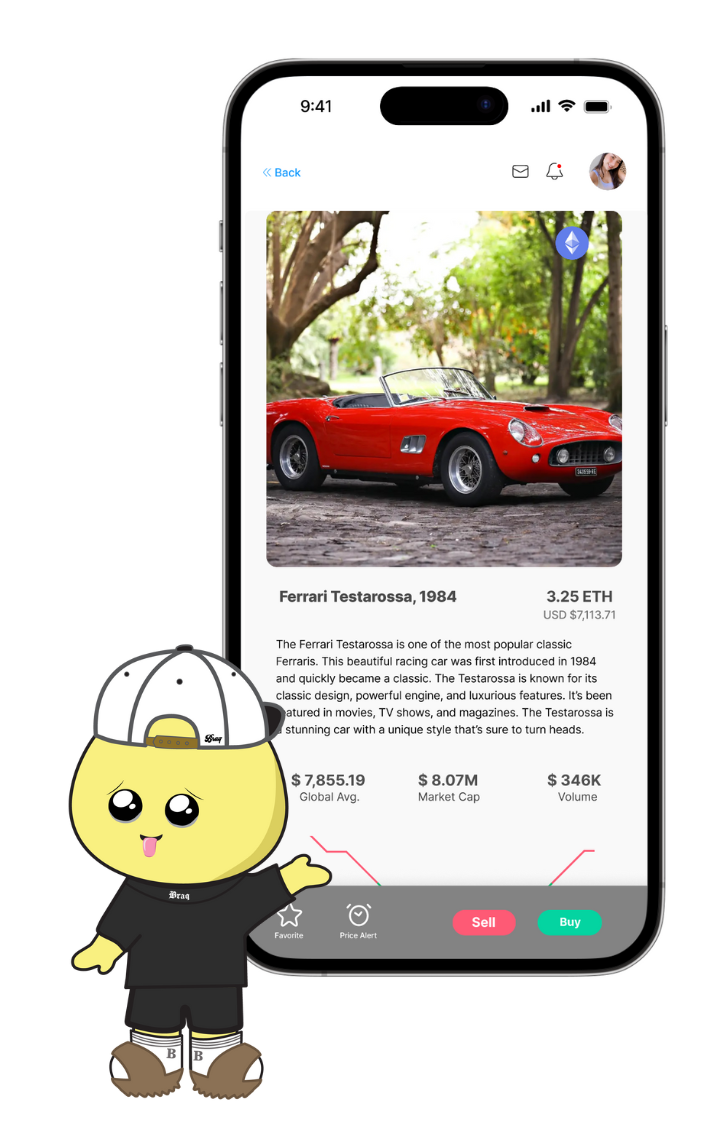 9:41
Back
Ferrari Testarossa, 1984
3.25 ETH
USD $7,113.71
The Ferrari Testarossa is one of the most popular classic
Ferraris. This beautiful racing car was first introduced in 1984
and quickly became a classic. The Testarossa is known for its
classic design, powerful engine, and luxurious features. It's been
featured in movies, TV shows, and magazines. The Testarossa is
a stunning car with a unique style that's sure to turn heads.
$ 7,855.19
Global Avg.
$ 8.07M
Market Cap
$ 346K
Volume
Favorite
Price Alert
Sell
Buy
Braq
Braq
B
B